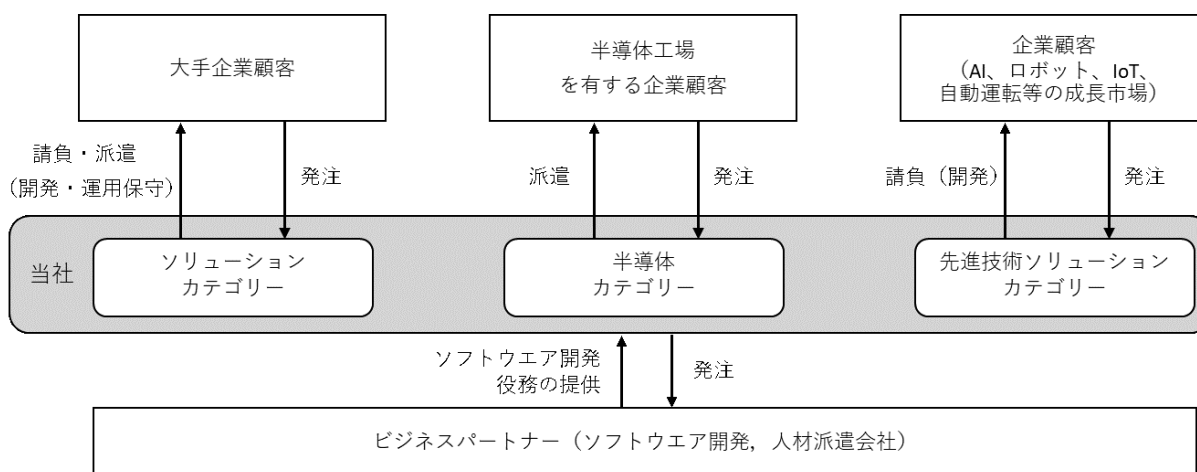 大手企業顧客
半導体工場
を有する企業顧客
企業顧客
（AI、ロボット、IoT、
自動運転等の成長市場）
請負・派遣
（開発・運用保守）
発注
派遣
発注
請負（開発）
発注
当社
ソリューション
カテゴリー
半導体
カテゴリー
先進技術ソリューション
カテゴリー
ソフトウエア開発
役務の提供
発注
ビジネスパートナー（ソフトウエア開発，人材派遣会社）